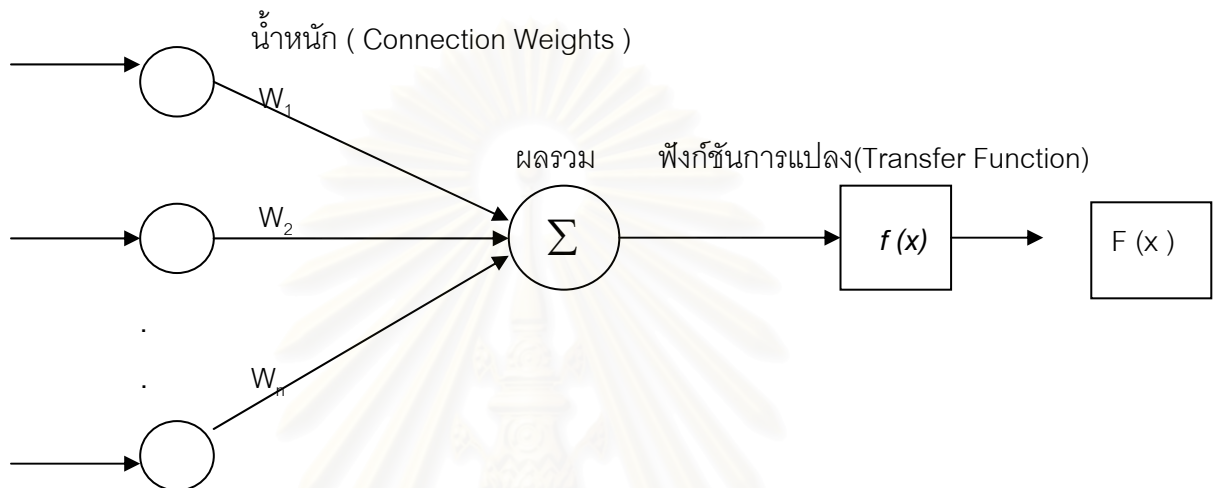 น้ำหนัก ( Connection Weights )
W₁
ผลรวม ฟังก์ชันการแปลง(Transfer Function)
W₂
Σ
f (x)
F (x )
.
.
Wₙ